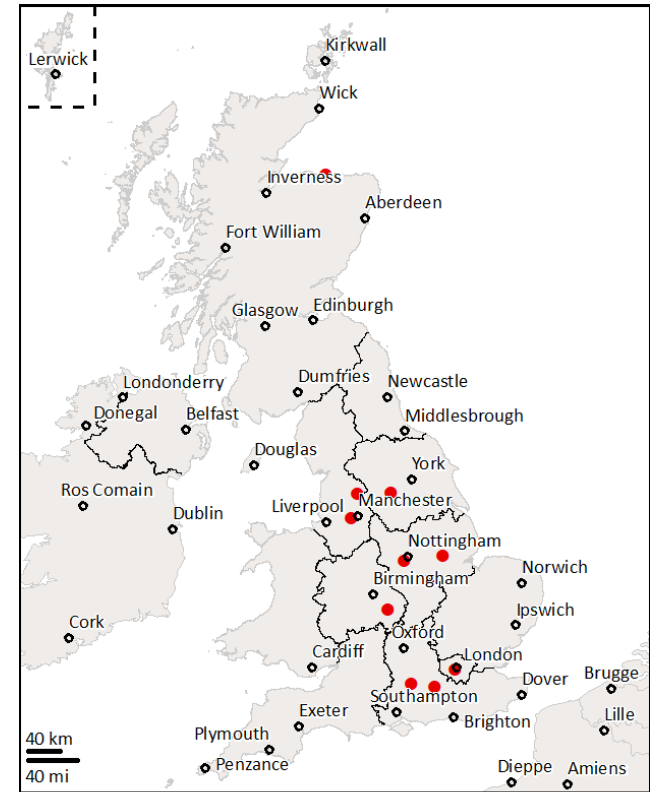 Kirkwall
Lerwick
Wick
Inverness
Aberdeen
Fort William
Glasgow
Edinburgh
Dumfries
Londonderry
Newcastle
Donegal
Belfast
Middlesbrough
Douglas
York
Ros Comain
Liverpool
Manchester
Dublin
Nottingham
Norwich
Birmingham
Ipswich
Cork
Oxford
Cardiff
London
Dover
Brugge
Southampton
Exeter
Brighton
Lille
Plymouth
40 km
40 mi
Penzance
Dieppe
Amiens